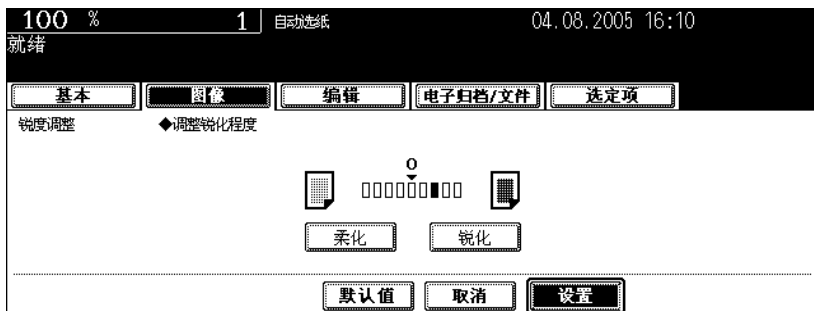 100 % 1 自动选纸 04.08.2005 16:10
就绪
基本 图像 编辑 电子归档/文件 选定项
锐度调整 ◆调整锐化程度
0
柔化 锐化
默认值 取消 设置